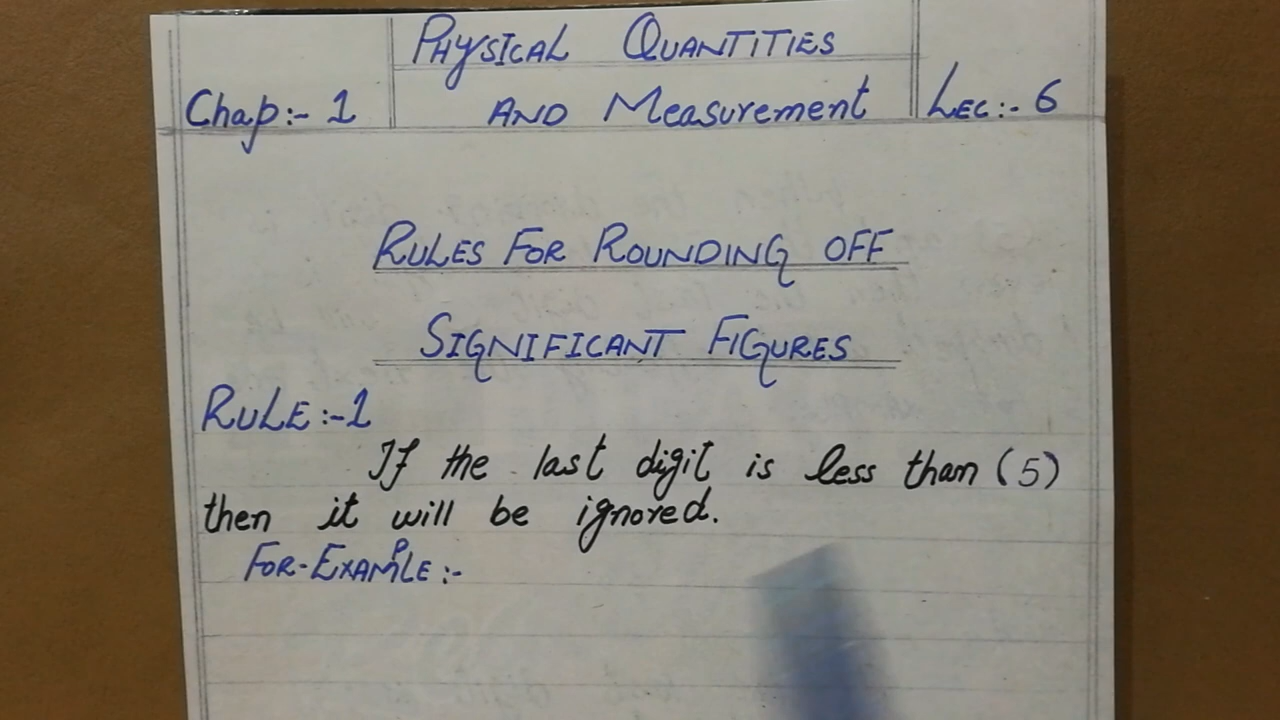 PHYSICAL QUANTITIES
Chap:- 1 AND Measurement LEC:- 6
RULES FOR ROUNDING OFF
SIGNIFICANT FIGURES
RULE:-1
If the last digit is less than (5)
then it will be ignored.
FOR-EXAMPLE:-